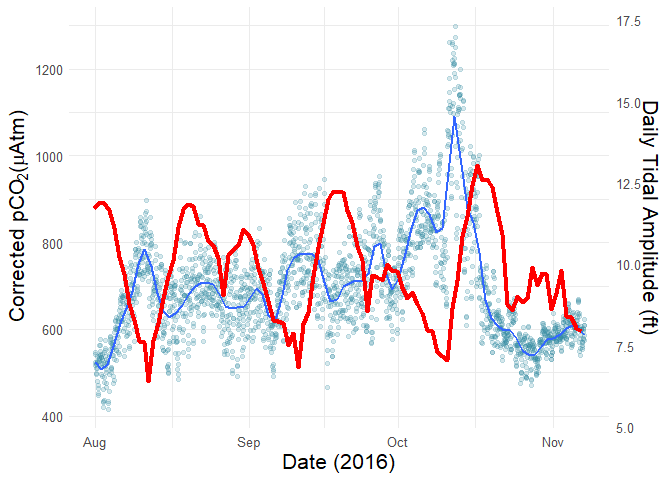 Corrected pCO₂(µAtm)
1200
1000
800
600
400
17.5
15.0
12.5
10.0
7.5
5.0
Daily Tidal Amplitude (ft)
Aug
Sep
Oct
Nov
Date (2016)